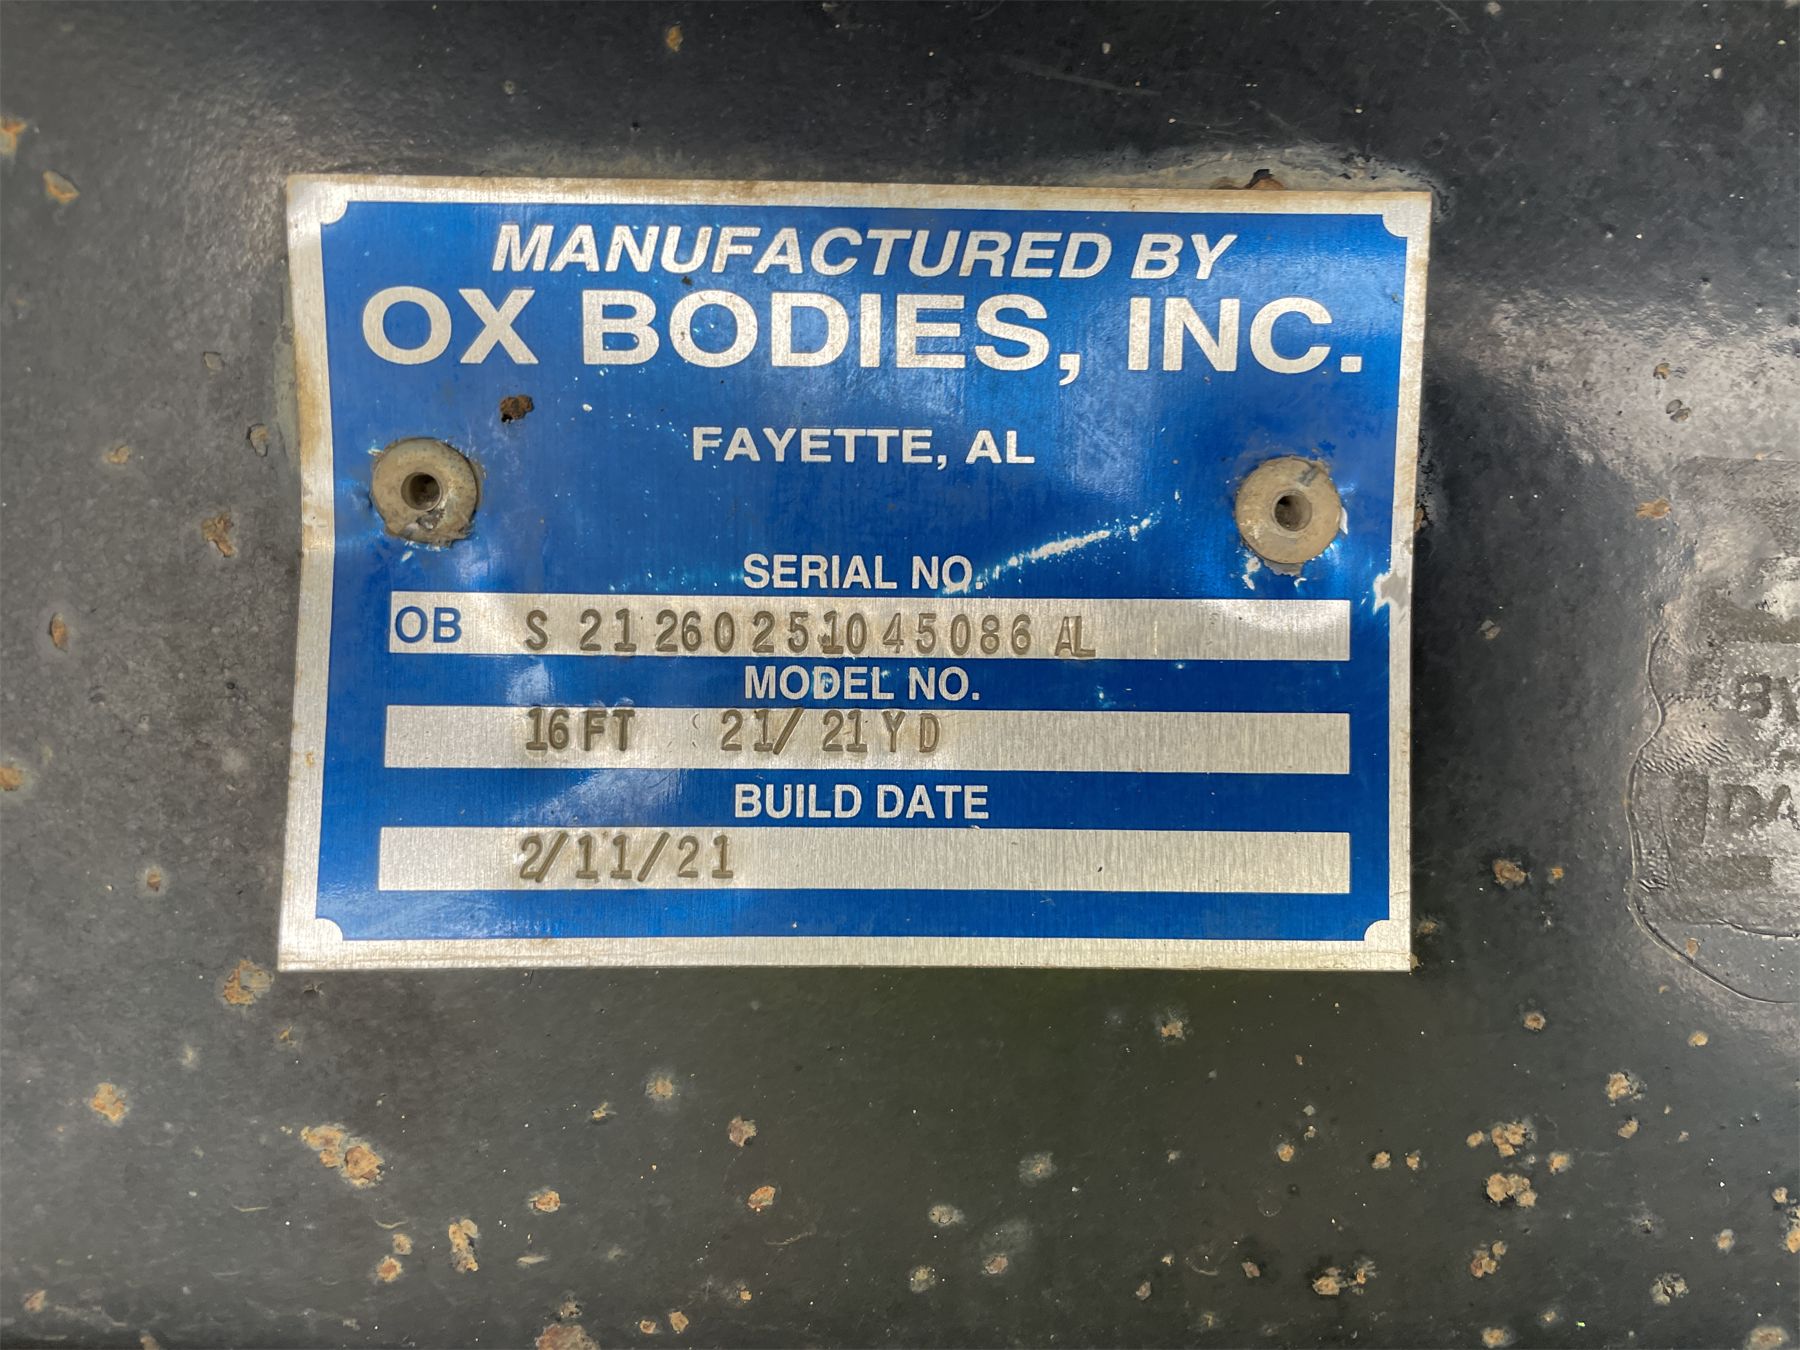 MANUFACTURED BY
OX BODIES, INC.
FAYETTE, AL
SERIAL NO.
OB S 21 260 251045086 AL
MODEL NO.
16FT 21/21YD
BUILD DATE
2/11/21
BY